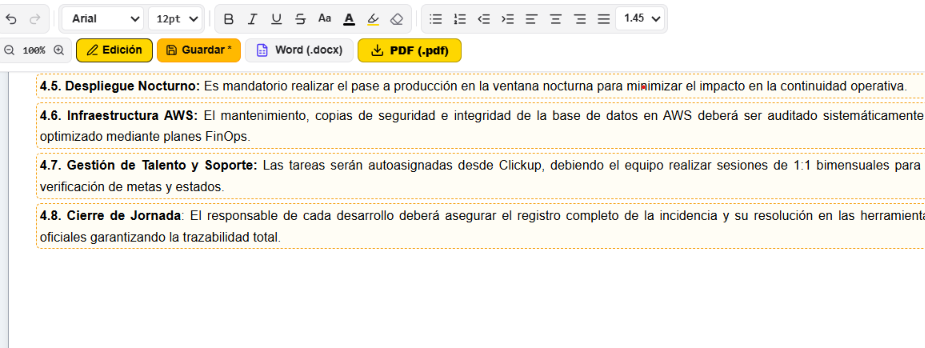 Arial 12pt B I U S Aa A 1.45
100% Edición Guardar * Word (.docx) PDF (.pdf)
4.5. Despliegue Nocturno: Es mandatorio realizar el pase a producción en la ventana nocturna para minimizar el impacto en la continuidad operativa.
4.6. Infraestructura AWS: El mantenimiento, copias de seguridad e integridad de la base de datos en AWS deberá ser auditado sistemáticamente
optimizado mediante planes FinOps.
4.7. Gestión de Talento y Soporte: Las tareas serán autoasignadas desde Clickup, debiendo el equipo realizar sesiones de 1:1 bimensuales para
verificación de metas y estados.
4.8. Cierre de Jornada: El responsable de cada desarrollo deberá asegurar el registro completo de la incidencia y su resolución en las herramienta
oficiales garantizando la trazabilidad total.